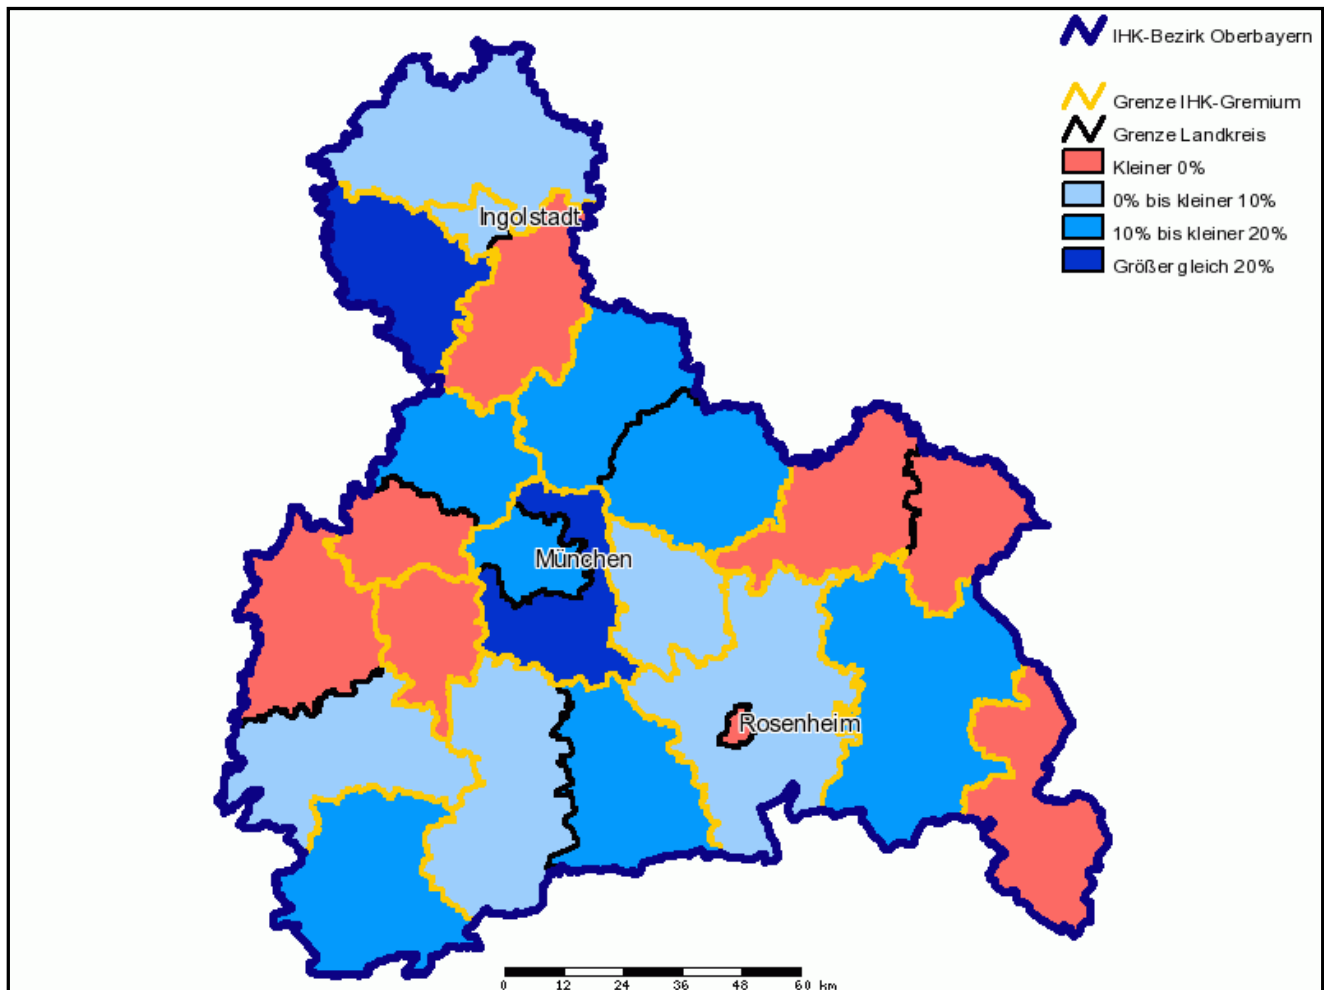 IHK-Bezirk Oberbayern
Grenze IHK-Gremium
Grenze Landkreis
Kleiner 0%
0% bis kleiner 10%
10% bis kleiner 20%
Größer gleich 20%
Ingolstadt
München
Rosenheim
0 12 24 36 48 60 km